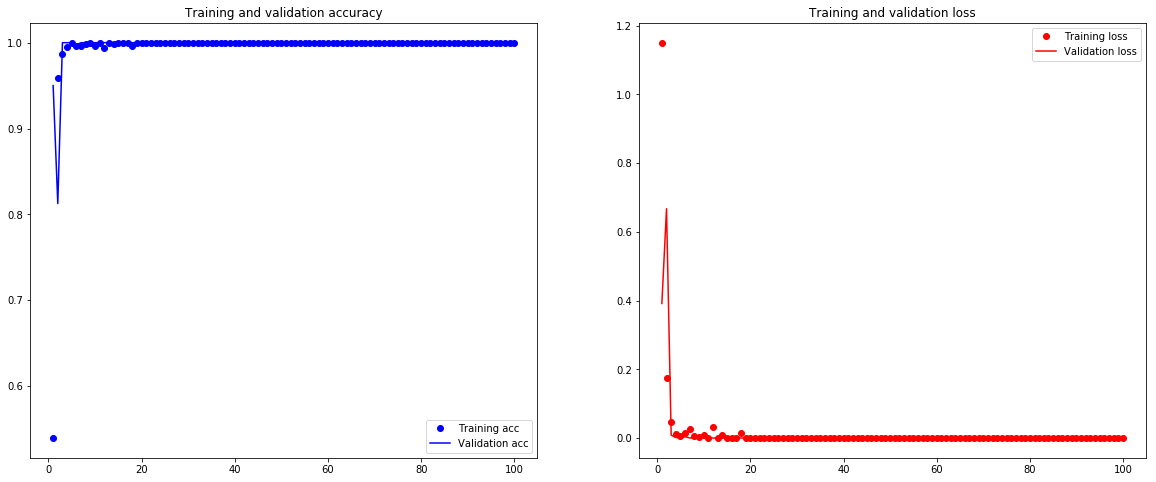 Training and validation accuracy
1.0
0.9
0.8
0.7
0.6
0 20 40 60 80 100
Training acc
Validation acc
Training and validation loss
1.2
1.0
0.8
0.6
0.4
0.2
0.0
0 20 40 60 80 100
Training loss
Validation loss